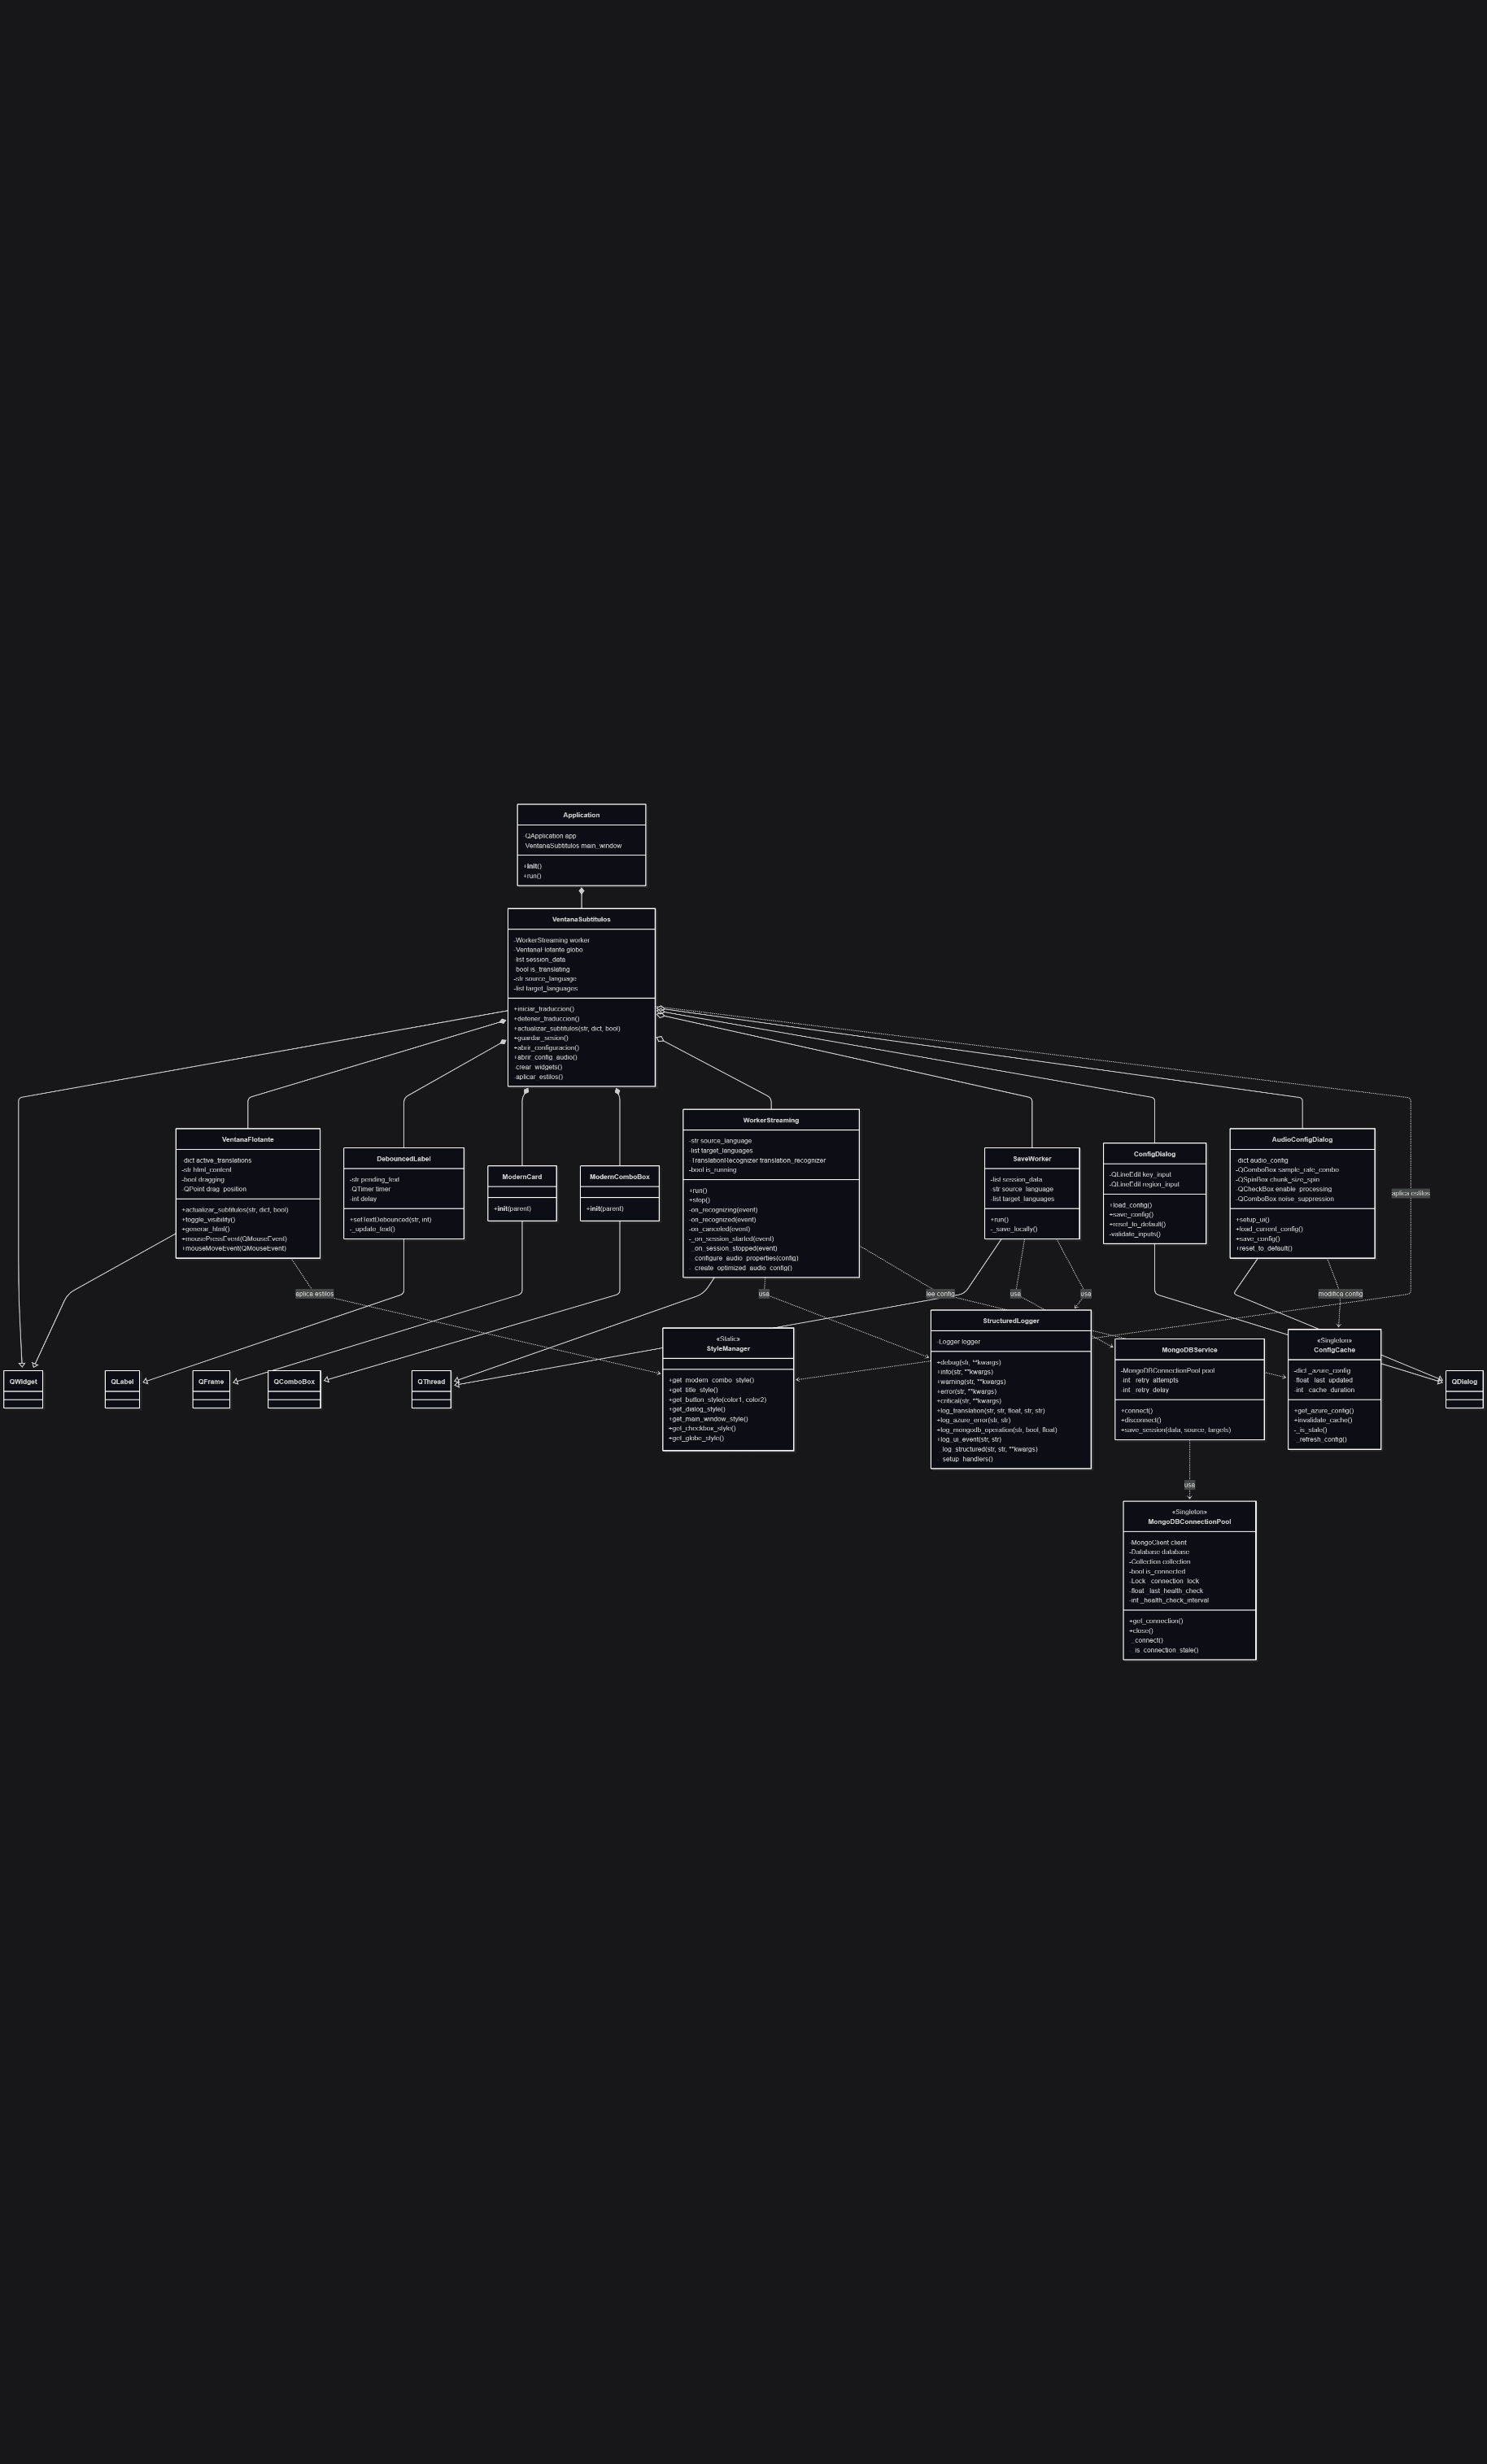 Application
-QApplication app
-VentanaSubtitulos main_window
+init()
+run()
VentanaSubtitulos
-WorkerStreaming worker
-VentanaFlotante globo
-list session_data
-bool is_translating
-str source_language
-list target_languages
+iniciar_traduccion()
+detener_traduccion()
+actualizar_subtitulos(str, dict, bool)
+guardar_sesion()
+abrir_configuracion()
+abrir_config_audio()
-crear_widgets()
-aplicar_estilos()
VentanaFlotante
-dict active_translations
-str html_content
-bool dragging
-QPoint drag_position
+actualizar_subtitulos(str, dict, bool)
+toggle_visibility()
+generar_html()
+mousePressEvent(QMouseEvent)
+mouseMoveEvent(QMouseEvent)
DebouncedLabel
-str pending_text
-QTimer timer
-int delay
+setTextDebounced(str, int)
-_update_text()
ModernCard
+init(parent)
ModernComboBox
+init(parent)
WorkerStreaming
-str source_language
-list target_languages
-TranslationRecognizer translation_recognizer
-bool is_running
+run()
+stop()
-on_recognizing(event)
-on_recognized(event)
-on_canceled(event)
-_on_session_started(event)
-_on_session_stopped(event)
-_configure_audio_properties(config)
-_create_optimized_audio_config()
SaveWorker
-list session_data
-str source_language
-list target_languages
+run()
-_save_locally()
ConfigDialog
-QLineEdit key_input
-QLineEdit region_input
+load_config()
+save_config()
+reset_to_default()
-validate_inputs()
AudioConfigDialog
-dict audio_config
-QComboBox sample_rate_combo
-QSpinBox chunk_size_spin
-QCheckBox enable_processing
-QComboBox noise_suppression
+setup_ui()
+load_current_config()
+save_config()
+reset_to_default()
aplica estilos
aplica estilos
usa
lee config
usa
usa
modifica config
QWidget
QLabel
QFrame
QComboBox
QThread
«Static»
StyleManager
+get_modern_combo_style()
+get_title_style()
+get_button_style(color1, color2)
+get_dialog_style()
+get_main_window_style()
+get_checkbox_style()
+get_globe_style()
StructuredLogger
-Logger logger
+debug(str, **kwargs)
+info(str, **kwargs)
+warning(str, **kwargs)
+error(str, **kwargs)
+critical(str, **kwargs)
+log_translation(str, str, float, str, str)
+log_azure_error(str, str)
+log_mongodb_operation(str, bool, float)
+log_ui_event(str, str)
-_log_structured(str, str, **kwargs)
-_setup_handlers()
MongoDBService
-MongoDBConnectionPool pool
-int _retry_attempts
-int _retry_delay
+connect()
+disconnect()
+save_session(data, source, targets)
«Singleton»
ConfigCache
-dict _azure_config
-float _last_updated
-int _cache_duration
+get_azure_config()
+invalidate_cache()
-_is_stale()
-_refresh_config()
QDialog
usa
«Singleton»
MongoDBConnectionPool
-MongoClient client
-Database database
-Collection collection
-bool is_connected
-Lock _connection_lock
-float _last_health_check
-int _health_check_interval
+get_connection()
+close()
-_connect()
-_is_connection_stale()